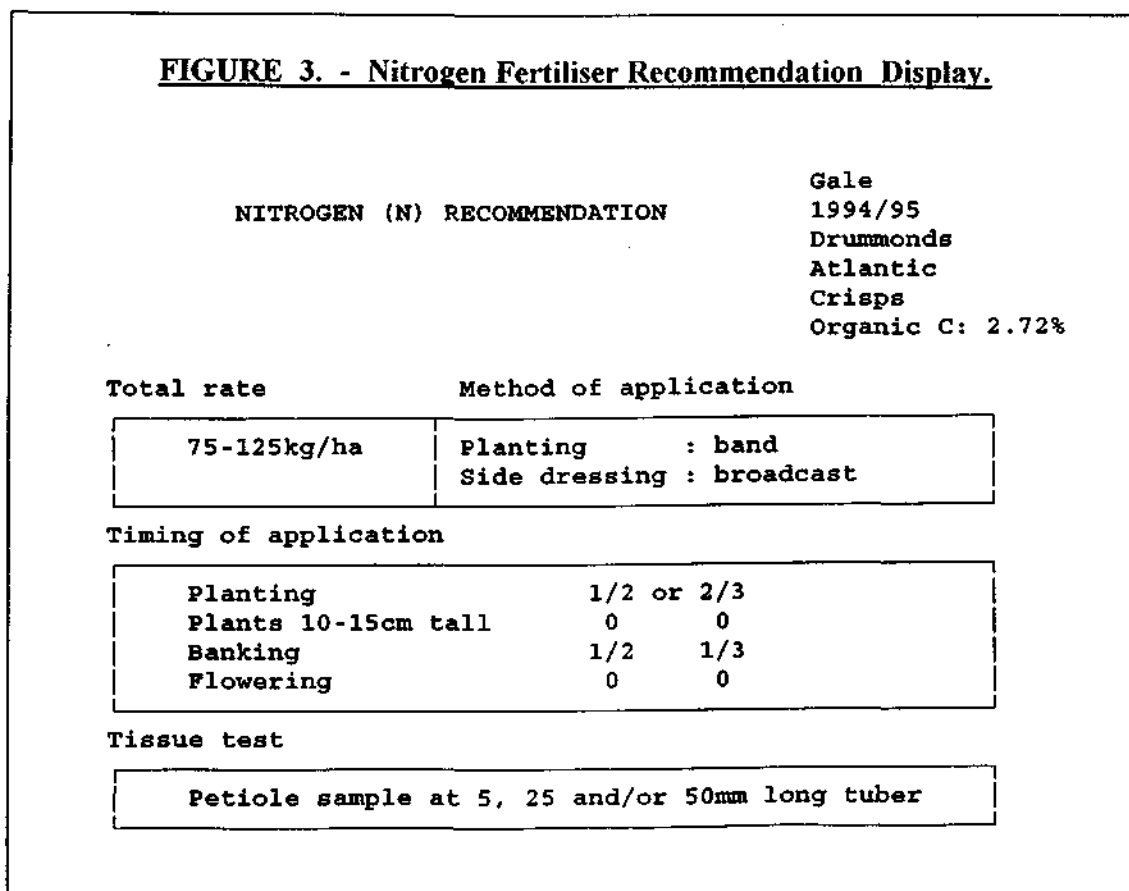 FIGURE 3. - Nitrogen Fertiliser Recommendation Display.
NITROGEN (N) RECOMMENDATION
Gale
1994/95
Drummonds
Atlantic
Crisps
Organic C: 2.72%
Total rate Method of application
75-125kg/ha Planting : band
Side dressing : broadcast
Timing of application
Planting 1/2 or 2/3
Plants 10-15cm tall 0 0
Banking 1/2 1/3
Flowering 0 0
Tissue test
Petiole sample at 5, 25 and/or 50mm long tuber